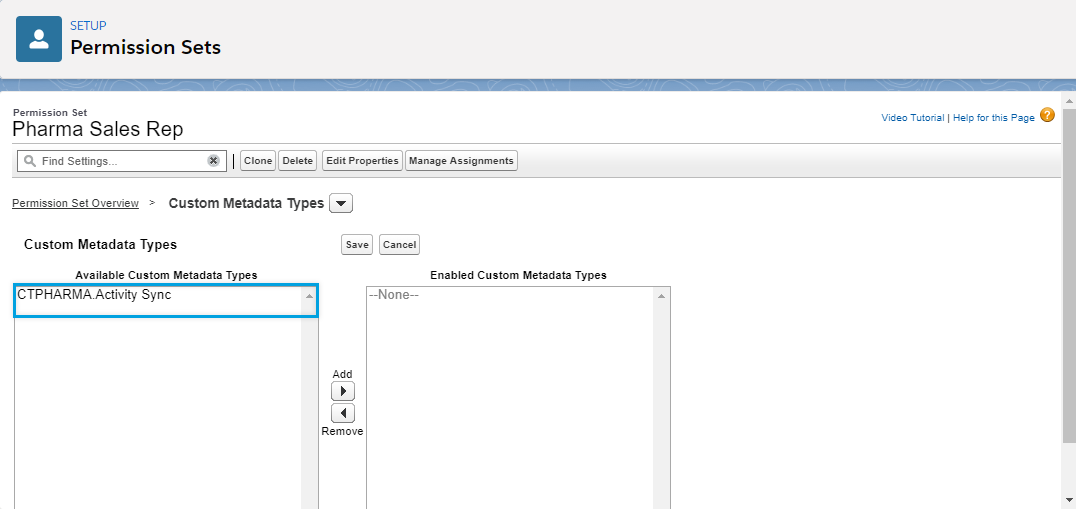 SETUP
Permission Sets
Permission Set
Pharma Sales Rep
Video Tutorial | Help for this Page ?
Find Settings... | Clone Delete Edit Properties Manage Assignments
Permission Set Overview > Custom Metadata Types
Custom Metadata Types Save Cancel
Available Custom Metadata Types Enabled Custom Metadata Types
CTPHARMA.Activity Sync --None--
Add
Remove